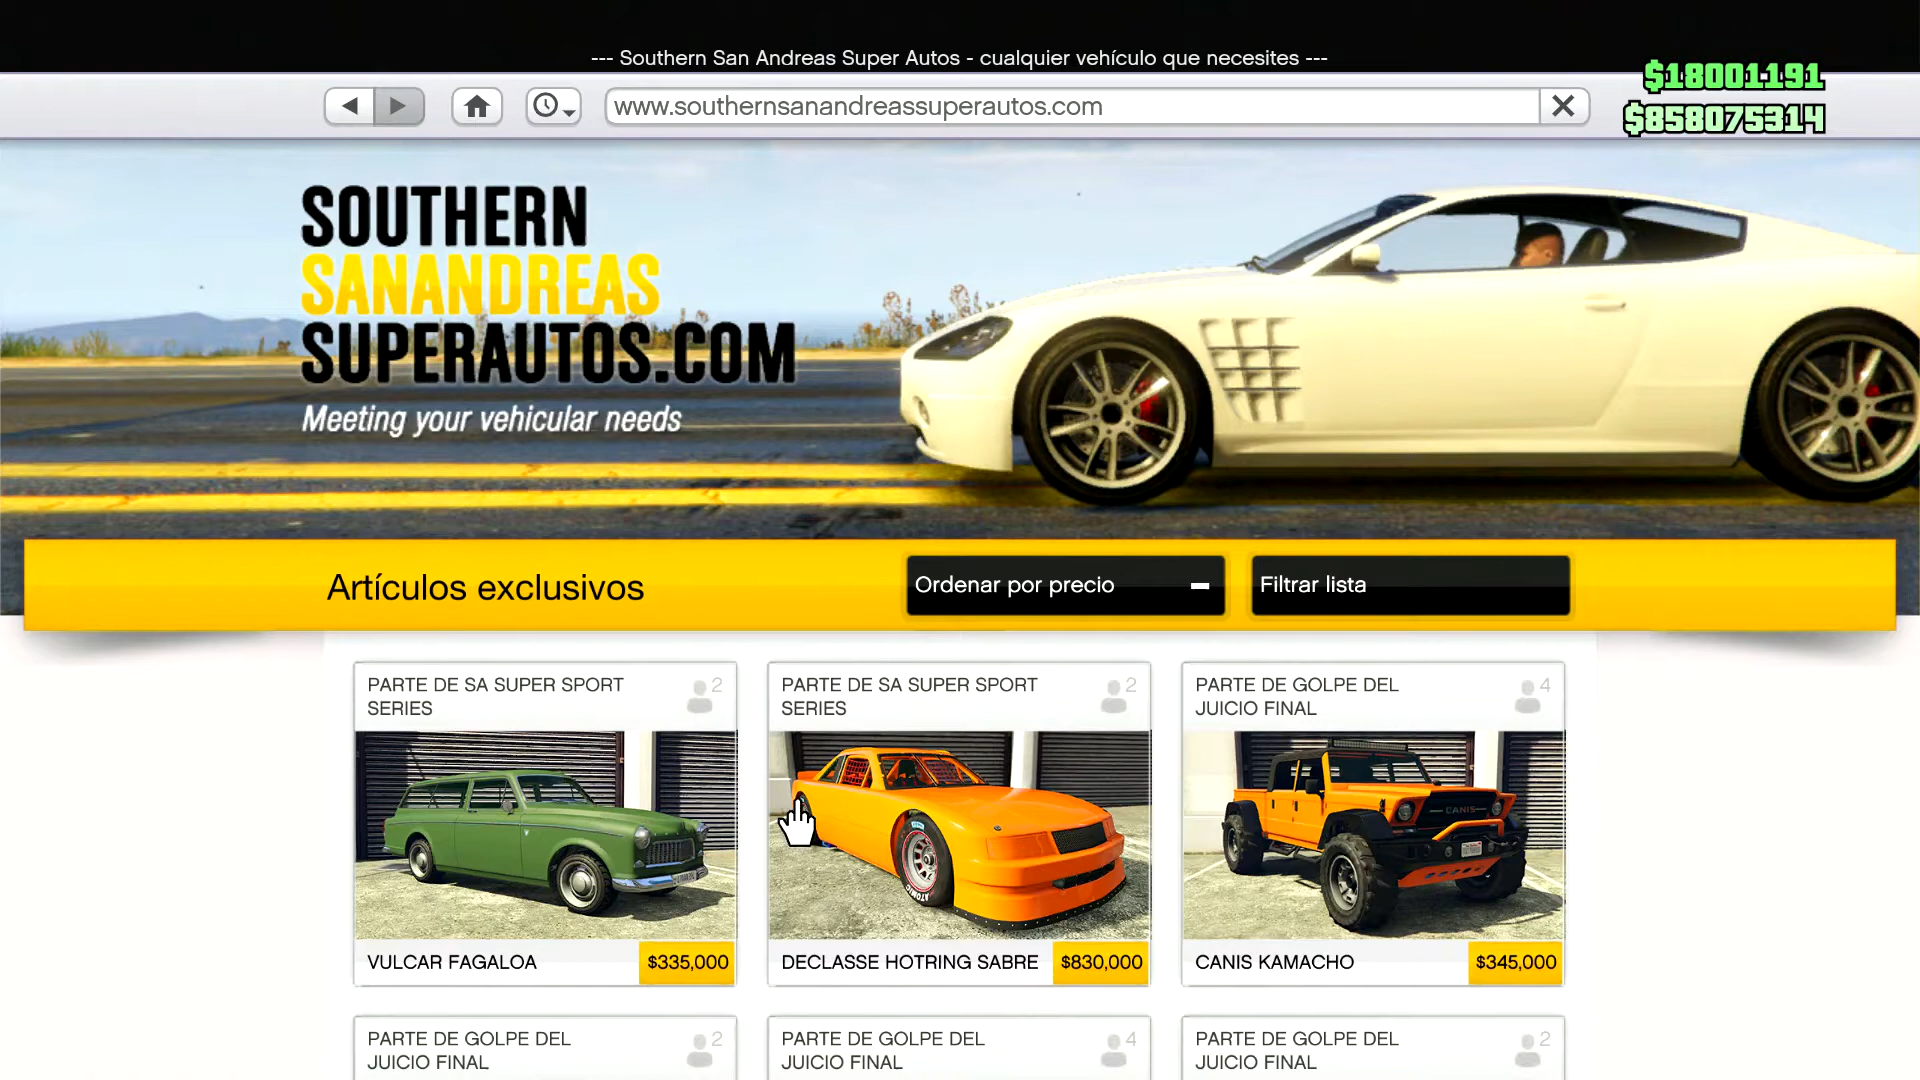 --- Southern San Andreas Super Autos - cualquier vehículo que necesites ---
$18001191
www.southernsanandreassuperautos.com
$858075314
SOUTHERN
SANANDREAS
SUPERAUTOS.COM
Meeting your vehicular needs
Artículos exclusivos
Ordenar por precio
Filtrar lista
PARTE DE SA SUPER SPORT
SERIES
2
PARTE DE SA SUPER SPORT
SERIES
2
PARTE DE GOLPE DEL
JUICIO FINAL
4
ATOMIC
CANIS
VULCAR FAGALOA
$335,000
DECLASSE HOTRING SABRE
$830,000
CANIS KAMACHO
$345,000
PARTE DE GOLPE DEL
JUICIO FINAL
2
PARTE DE GOLPE DEL
JUICIO FINAL
4
PARTE DE GOLPE DEL
JUICIO FINAL
2